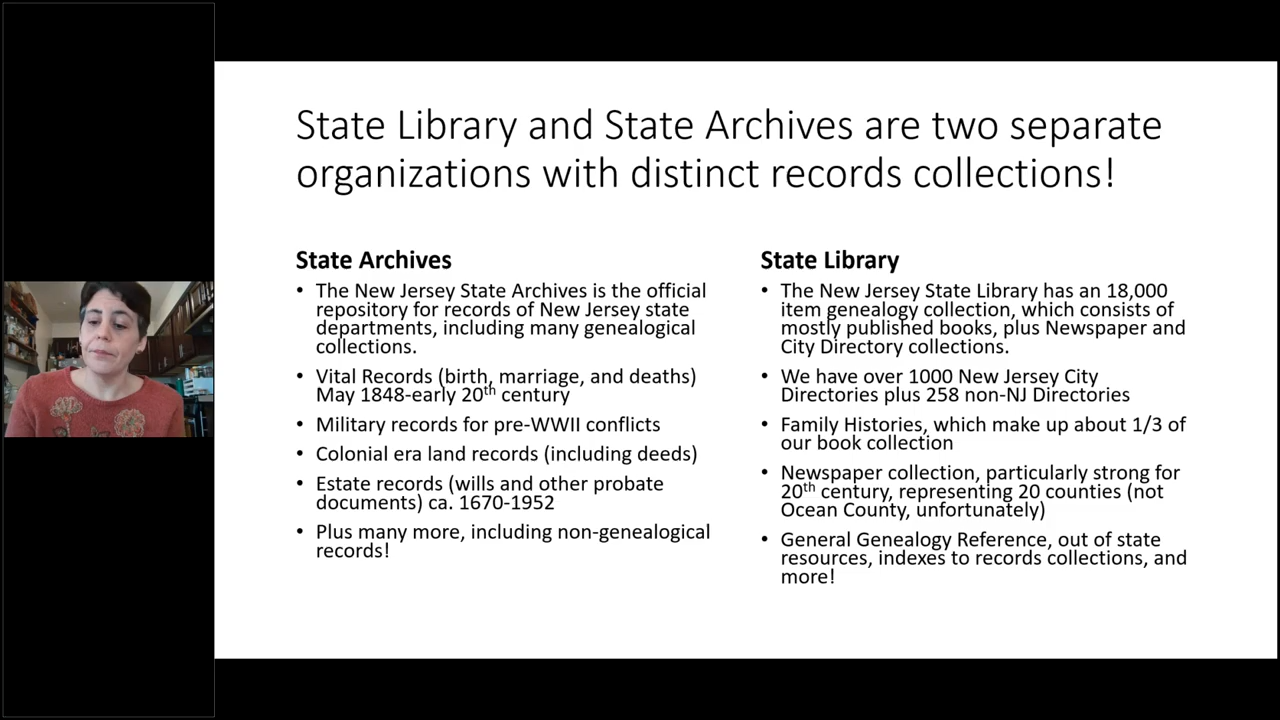 State Library and State Archives are two separate
organizations with distinct records collections!
State Archives
• The New Jersey State Archives is the official
repository for records of New Jersey state
departments, including many genealogical
collections.
• Vital Records (birth, marriage, and deaths)
May 1848-early 20th century
• Military records for pre-WWII conflicts
• Colonial era land records (including deeds)
• Estate records (wills and other probate
documents) ca. 1670-1952
• Plus many more, including non-genealogical
records!
State Library
• The New Jersey State Library has an 18,000
item genealogy collection, which consists of
mostly published books, plus Newspaper and
City Directory collections.
• We have over 1000 New Jersey City
Directories plus 258 non-NJ Directories
• Family Histories, which make up about 1/3 of
our book collection
• Newspaper collection, particularly strong for
20th century, representing 20 counties (not
Ocean County, unfortunately)
• General Genealogy Reference, out of state
resources, indexes to records collections, and
more!